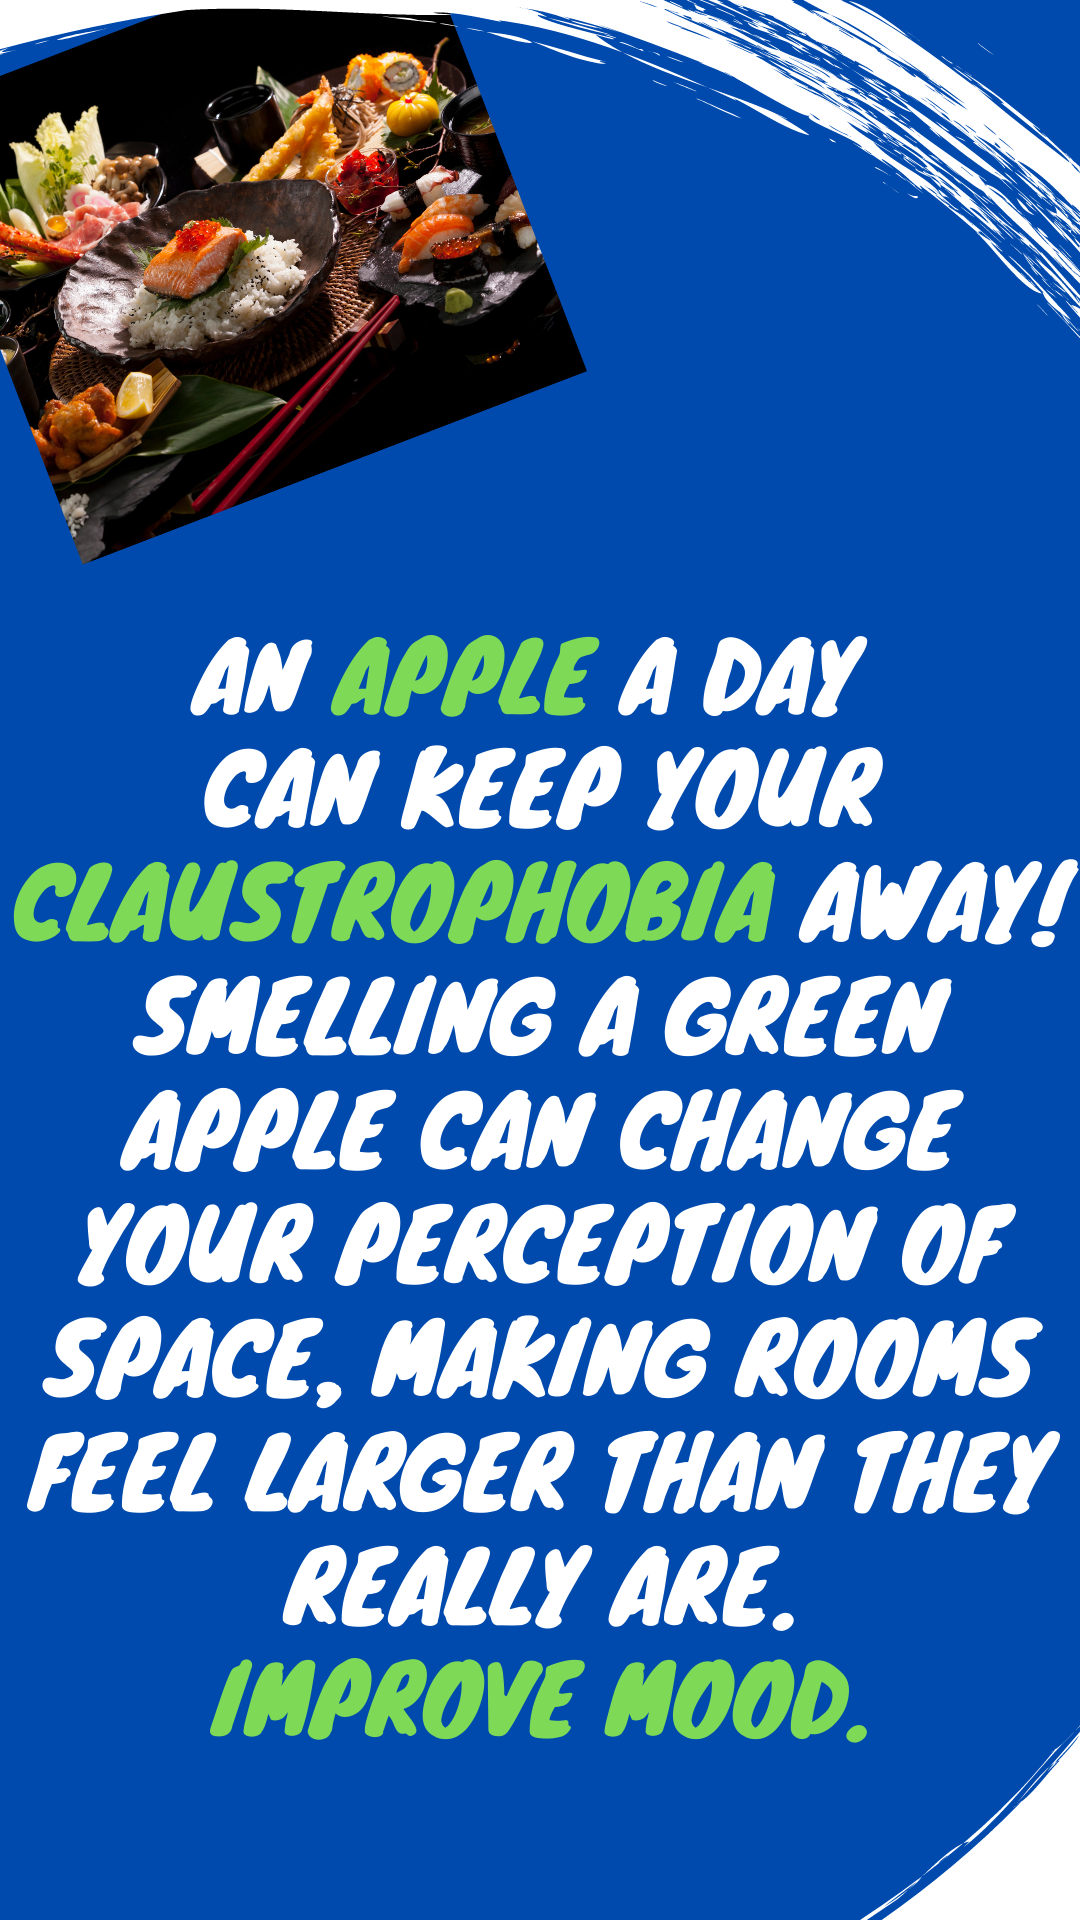 AN APPLE A DAY
CAN KEEP YOUR
CLAUSTROPHOBIA AWAY!
SMELLING A GREEN
APPLE CAN CHANGE
YOUR PERCEPTION OF
SPACE, MAKING ROOMS
FEEL LARGER THAN THEY
REALLY ARE.
IMPROVE MOOD.